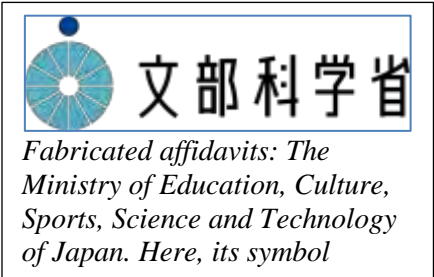 文部科学省
Fabricated affidavits: The
Ministry of Education, Culture,
Sports, Science and Technology
of Japan. Here, its symbol